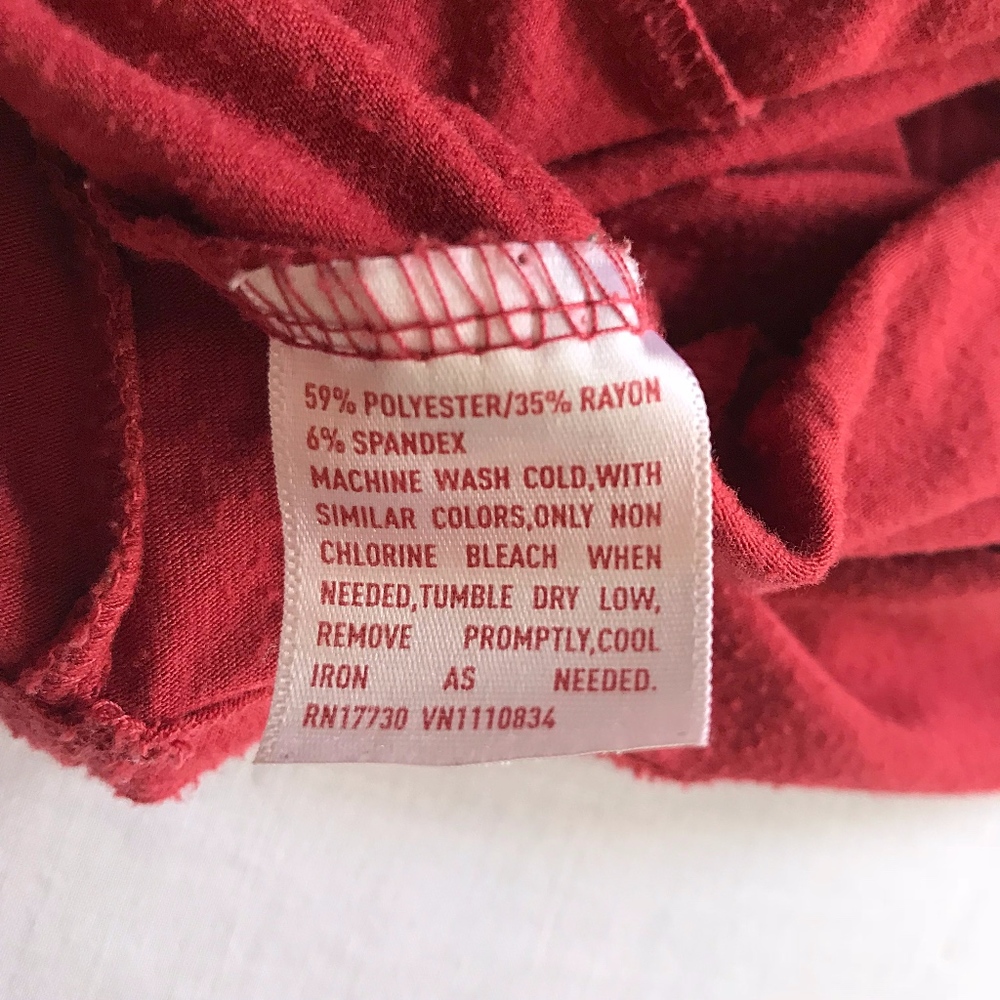 59% POLYESTER/35% RAYON
6% SPANDEX
MACHINE WASH COLD,WITH
SIMILAR COLORS,ONLY NON
CHLORINE BLEACH WHEN
NEEDED,TUMBLE DRY LOW,
REMOVE PROMPTLY,COOL
IRON AS NEEDED.
RN17730 VN1110834